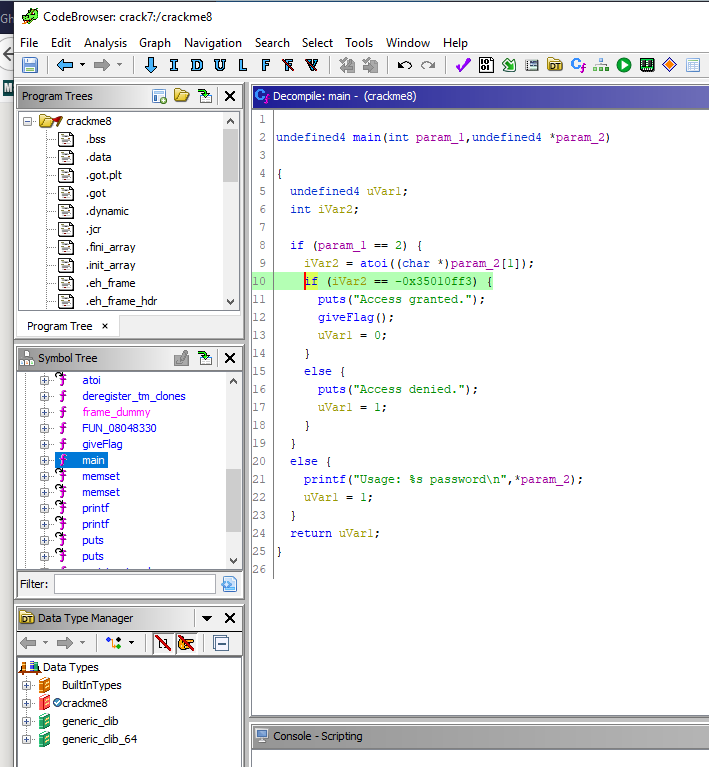 Gh
CodeBrowser: crack7:/crackme8
File Edit Analysis Graph Navigation Search Select Tools Window Help
I D U L F R V
Program Trees
crackme8
.bss
.data
.got.plt
.got
.dynamic
.jcr
.fini_array
.init_array
.eh_frame
.eh_frame_hdr
Program Tree ×
Symbol Tree
atoi
deregister_tm_clones
frame_dummy
FUN_08048330
giveFlag
main
memset
memset
printf
printf
puts
puts
Filter:
Data Type Manager
Data Types
BuiltInTypes
crackme8
generic_clib
generic_clib_64
Decompile: main - (crackme8)
1
2 undefined4 main(int param_1,undefined4 *param_2)
3
4 {
5 undefined4 uVar1;
6 int iVar2;
7
8 if (param_1 == 2) {
9 iVar2 = atoi((char *)param_2[1]);
10 if (iVar2 == -0x35010ff3) {
11 puts("Access granted.");
12 giveFlag();
13 uVar1 = 0;
14 }
15 else {
16 puts("Access denied.");
17 uVar1 = 1;
18 }
19 }
20 else {
21 printf("Usage: %s password\n",*param_2);
22 uVar1 = 1;
23 }
24 return uVar1;
25 }
26
Console - Scripting